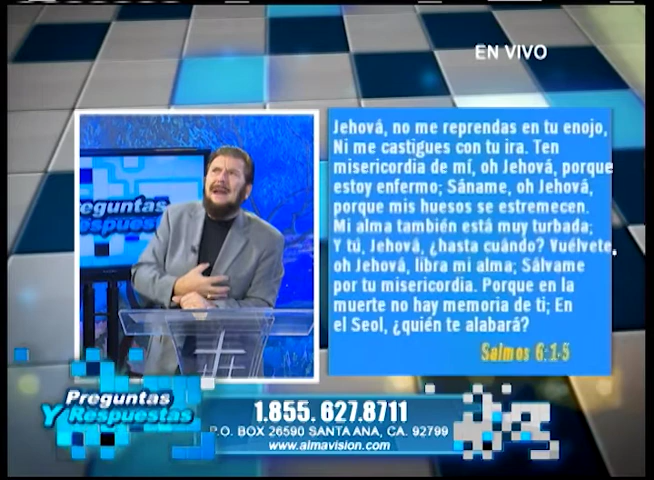 EN VIVO
Jehová, no me reprendas en tu enojo,
Ni me castigues con tu ira. Ten
misericordia de mí, oh Jehová, porque
estoy enfermo; Sáname, oh Jehová,
porque mis huesos se estremecen.
Mi alma también está muy turbada;
Y tú, Jehová, ¿hasta cuándo? Vuélvete,
oh Jehová, libra mi alma; Sálvame
por tu misericordia. Porque en la
muerte no hay memoria de ti; En
el Seol, ¿quién te alabará?
Salmos 6:1-5
eguntas
espuesta
Preguntas
Y Respuestas
1.855. 627.8711
P.O. BOX 26590 SANTA ANA, CA. 92799
www.almavision.com